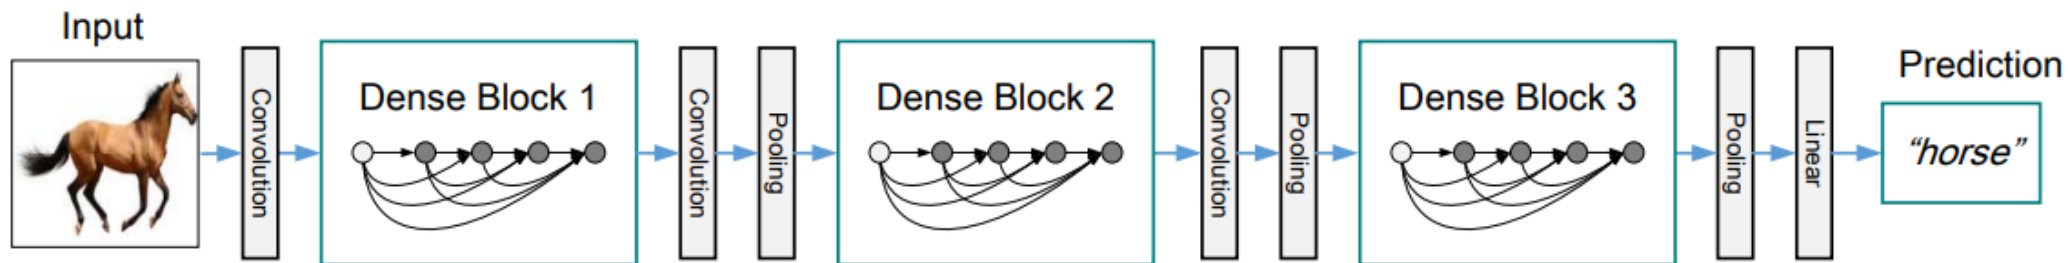 Input
Convolution
Dense Block 1
Convolution
Pooling
Dense Block 2
Convolution
Pooling
Dense Block 3
Pooling
Linear
Prediction
“horse”